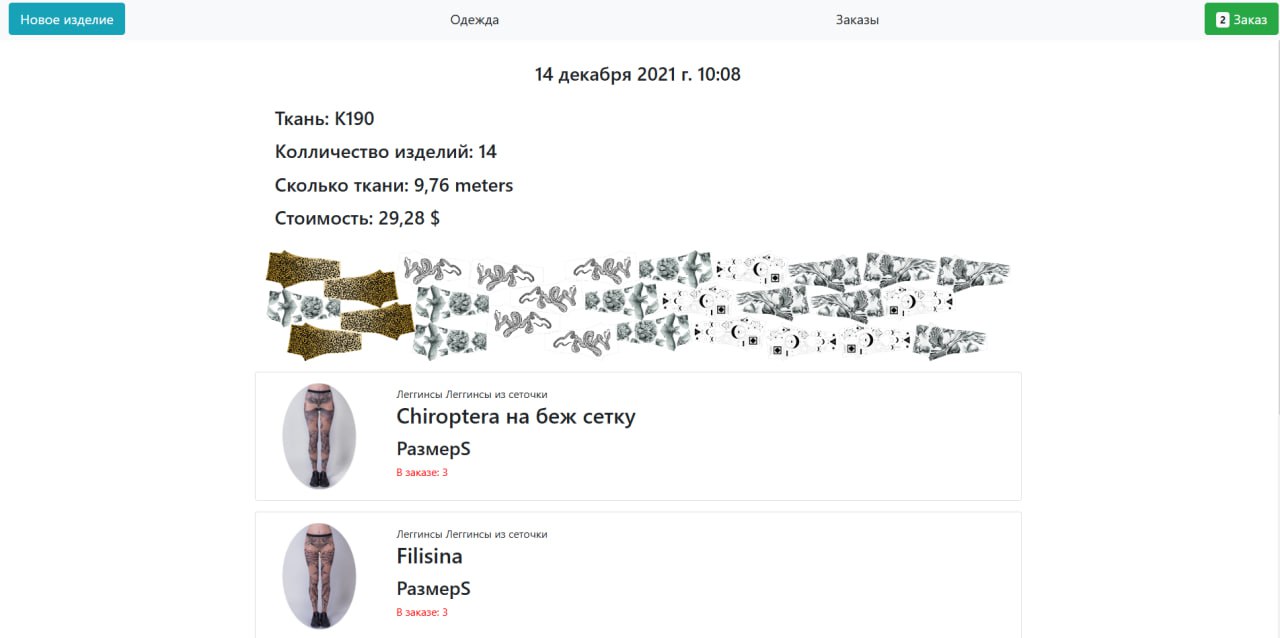 Новое изделие
Одежда
Заказы
2 Заказ
14 декабря 2021 г. 10:08
Ткань: K190
Колличество изделий: 14
Сколько ткани: 9,76 meters
Стоимость: 29,28 $
Леггинсы Леггинсы из сеточки
Chiroptera на беж сетку
РазмерS
В заказе: 3
Леггинсы Леггинсы из сеточки
Filisina
РазмерS
В заказе: 3